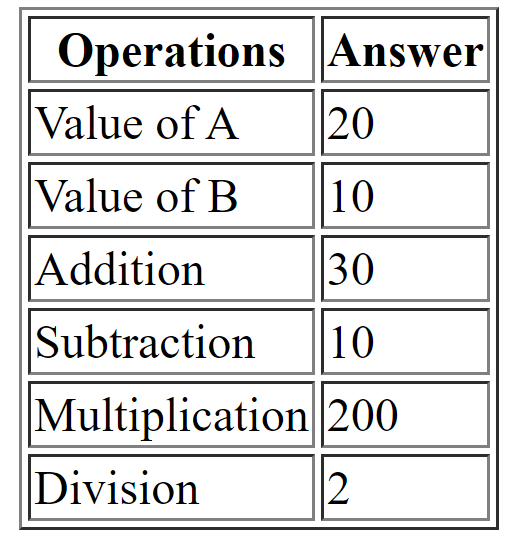 Operations Answer
Value of A 20
Value of B 10
Addition 30
Subtraction 10
Multiplication 200
Division 2